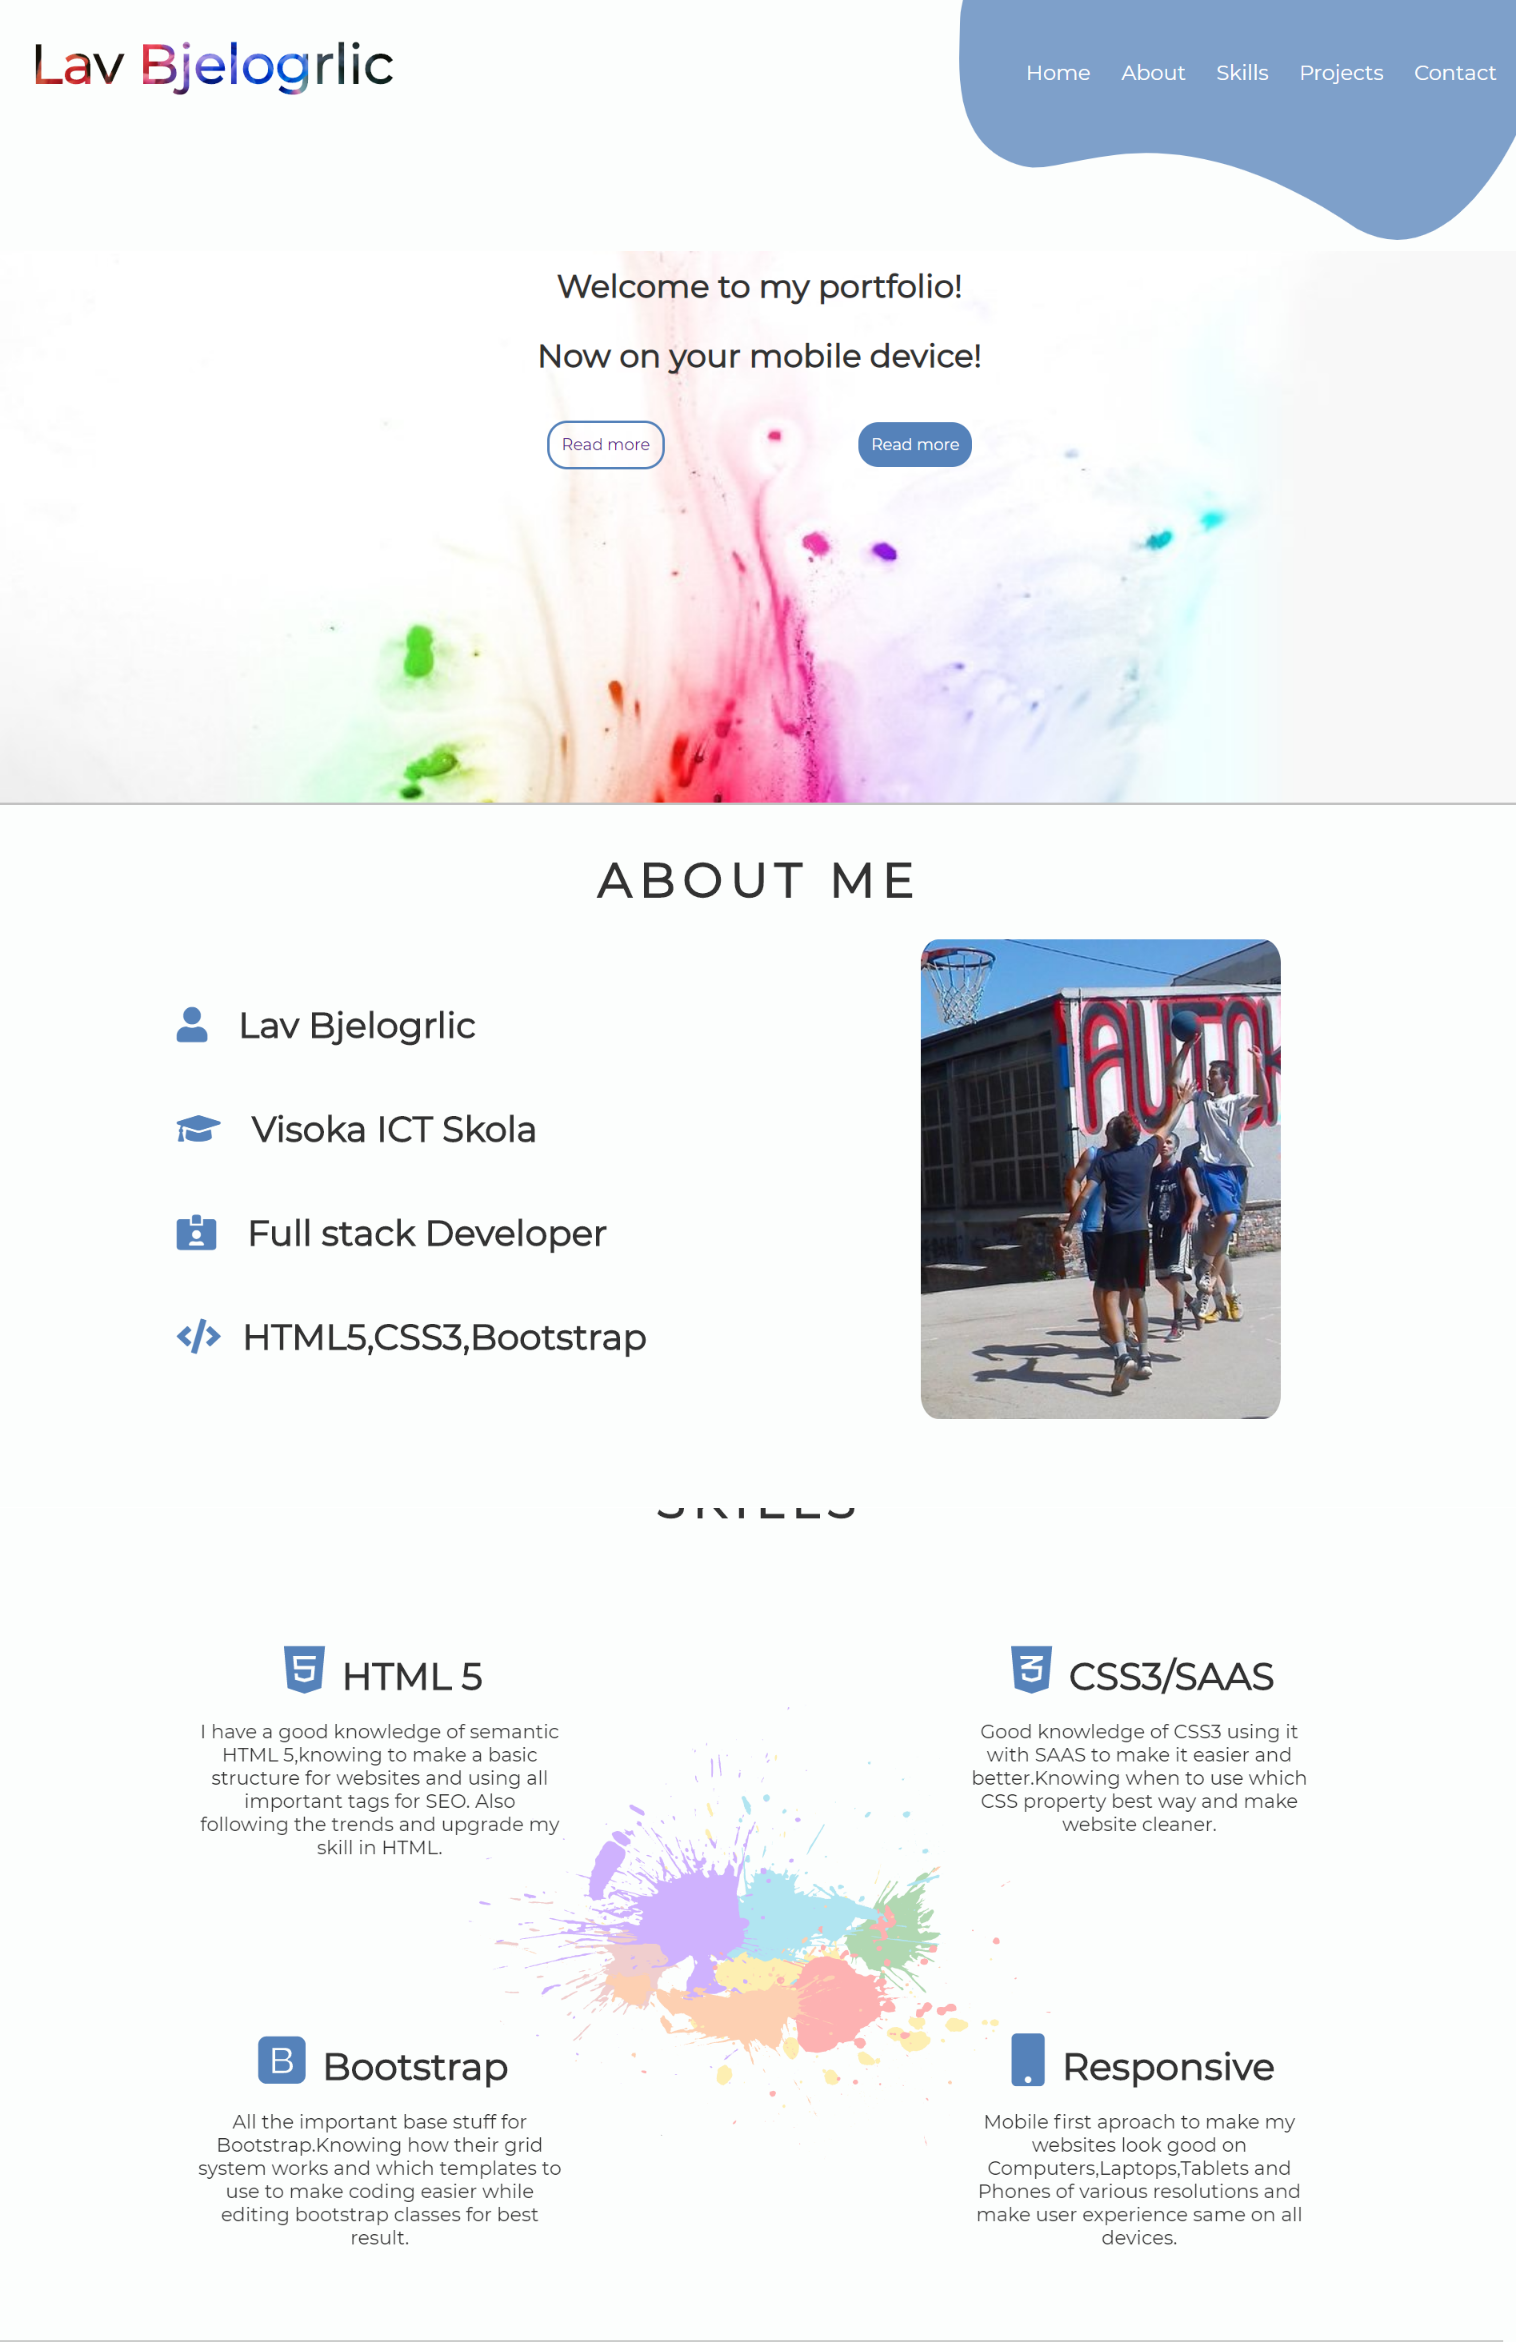 Lav Bjelogrlic
Home About Skills Projects Contact
Welcome to my portfolio!
Now on your mobile device!
Read more
Read more
ABOUT ME
Lav Bjelogrlic
Visoka ICT Skola
Full stack Developer
HTML5,CSS3,Bootstrap
SKILLS
HTML 5
I have a good knowledge of semantic
HTML 5,knowing to make a basic
structure for websites and using all
important tags for SEO. Also
following the trends and upgrade my
skill in HTML.
CSS3/SAAS
Good knowledge of CSS3 using it
with SAAS to make it easier and
better.Knowing when to use which
CSS property best way and make
website cleaner.
Bootstrap
All the important base stuff for
Bootstrap.Knowing how their grid
system works and which templates to
use to make coding easier while
editing bootstrap classes for best
result.
Responsive
Mobile first aproach to make my
websites look good on
Computers,Laptops,Tablets and
Phones of various resolutions and
make user experience same on all
devices.